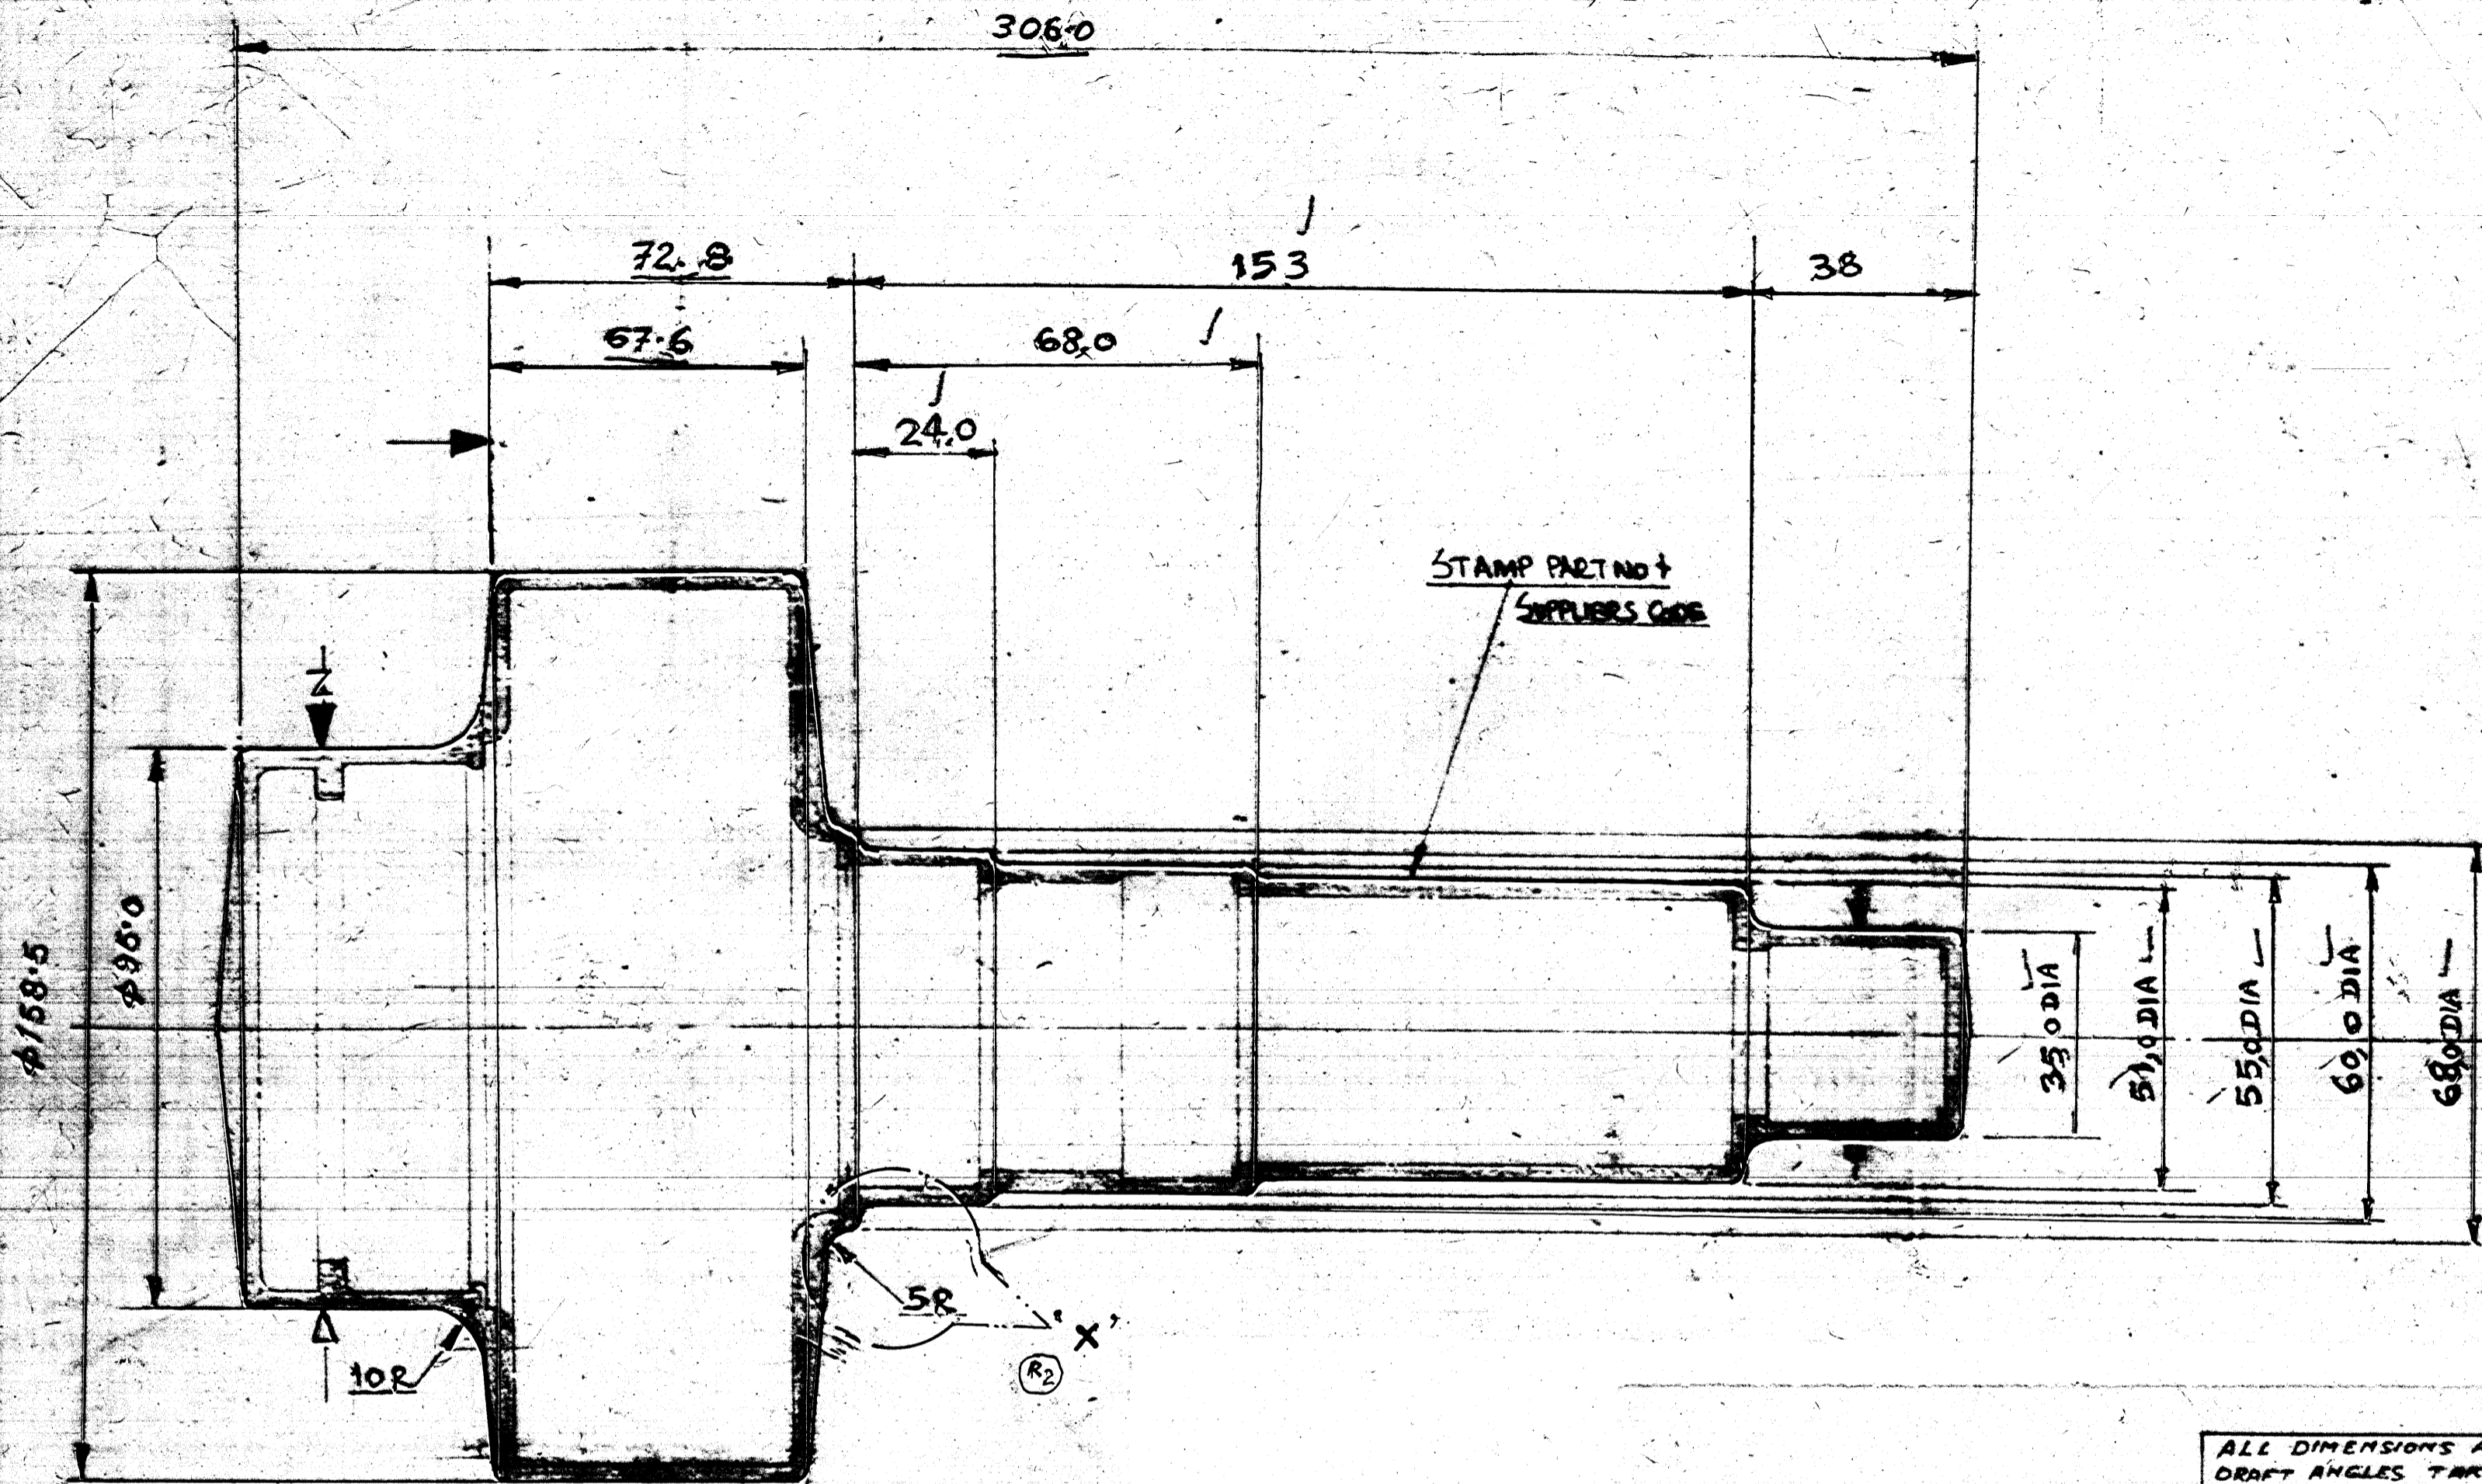 306.0
72.8
153
38
67.6
68.0
24.0
STAMP PART NO +
SUPPLIERS CODE
Z
φ158.5
φ96.0
35,0 DIA
51,0 DIA
55,0 DIA
60,0 DIA
68,0 DIA
5R
'X'
R2
10R
ALL DIMENSIONS
DRAFT ANGLES